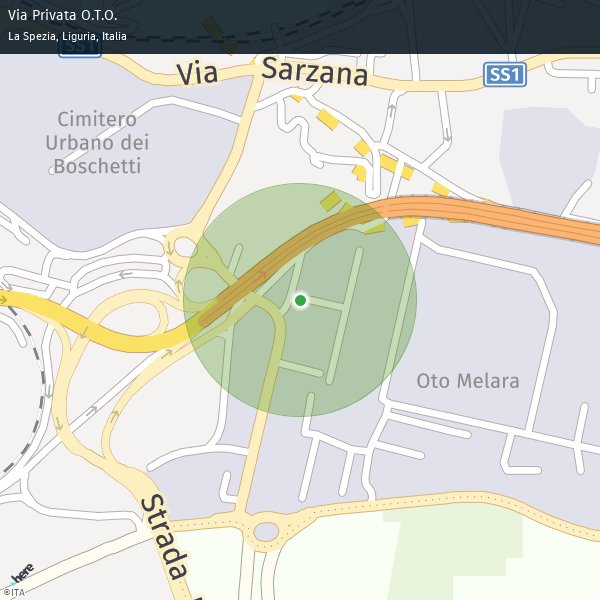 Via Privata O.T.O.
La Spezia, Liguria, Italia
SS1
Via Sarzana
SS1
Cimitero
Urbano dei
Boschetti
Oto Melara
Strada
here
©ITA